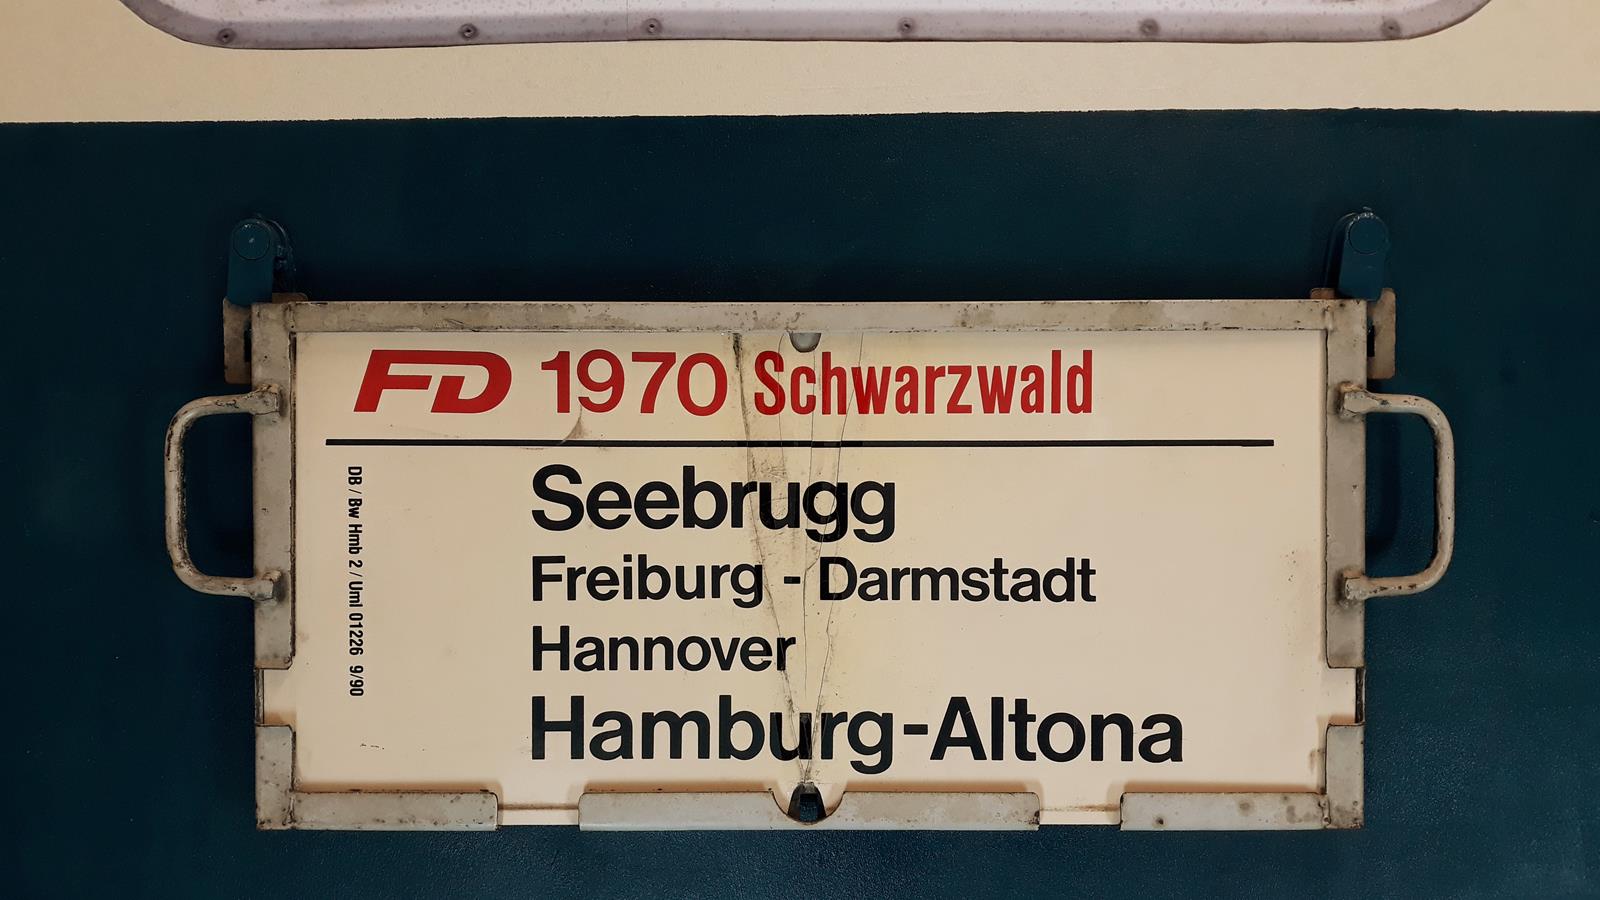 FD 1970 Schwarzwald
Seebrugg
Freiburg - Darmstadt
Hannover
Hamburg-Altona
DB / Bw Hmb 2 / Uml 01226 9/90